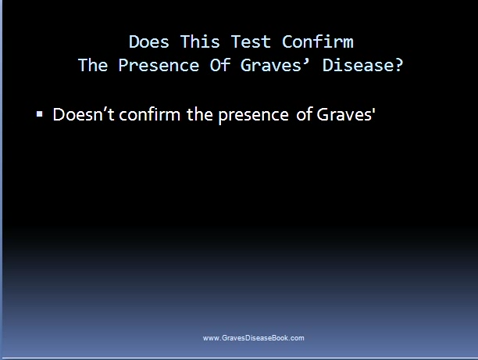 Does This Test Confirm
The Presence Of Graves’ Disease?
▪ Doesn’t confirm the presence of Graves'
www.GravesDiseaseBook.com